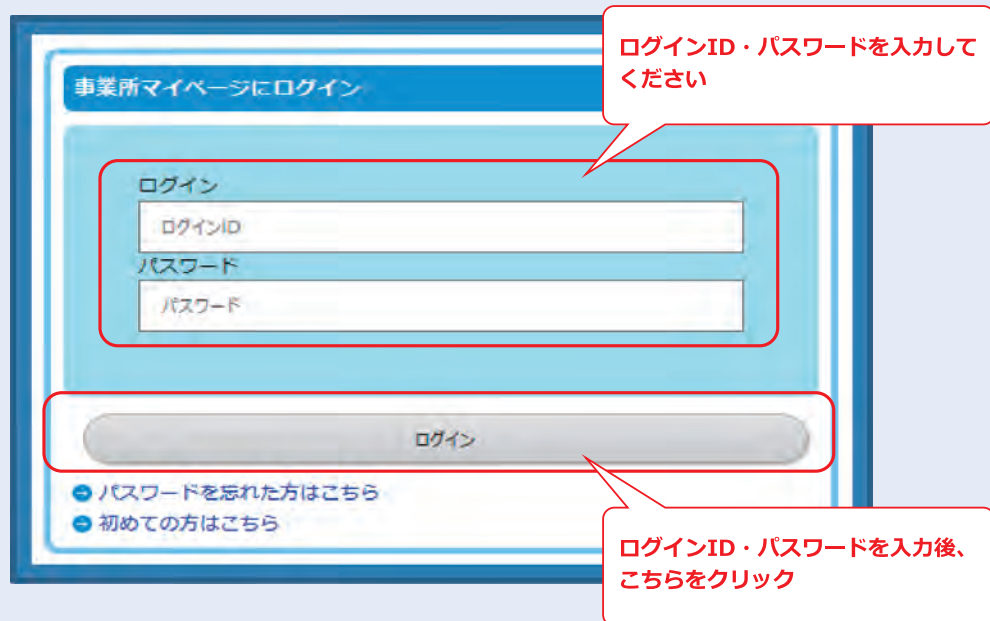 ログインID・パスワードを入力して
ください
事業所マイページにログイン
ログイン
ログインID
パスワード
パスワード
ログイン
パスワードを忘れた方はこちら
初めての方はこちら
ログインID・パスワードを入力後、
こちらをクリック